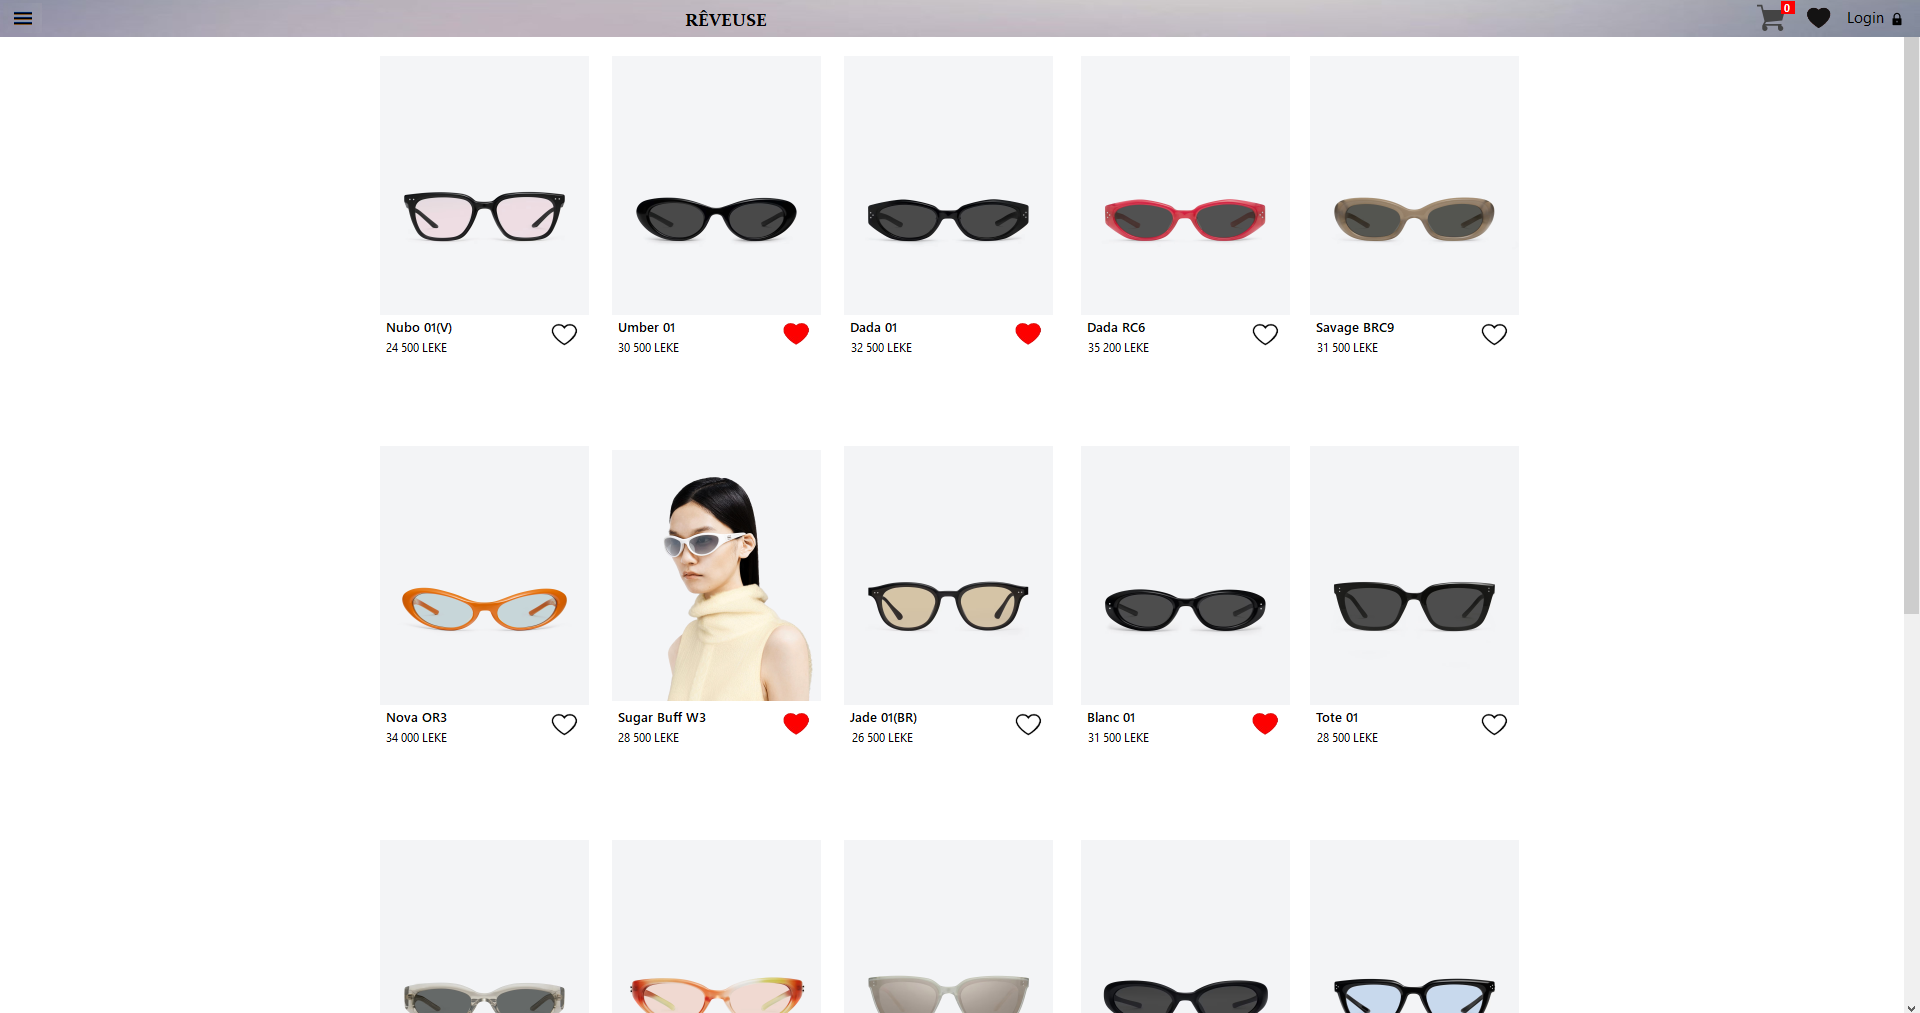 RÊVEUSE
0
Login
Nubo 01(V)
24 500 LEKE
Umber 01
30 500 LEKE
Dada 01
32 500 LEKE
Dada RC6
35 200 LEKE
Savage BRC9
31 500 LEKE
Nova OR3
34 000 LEKE
Sugar Buff W3
28 500 LEKE
Jade 01(BR)
26 500 LEKE
Blanc 01
31 500 LEKE
Tote 01
28 500 LEKE